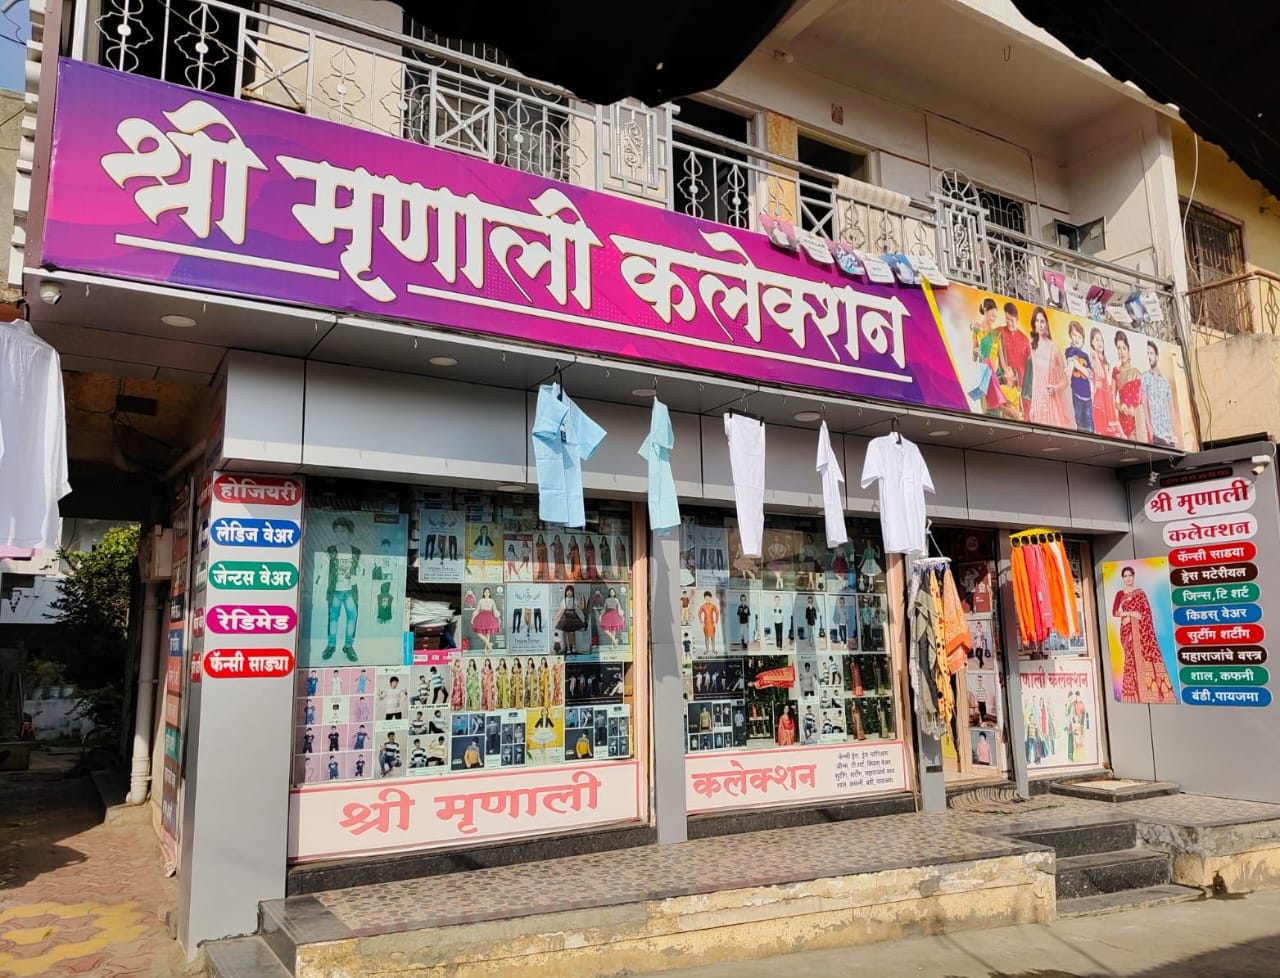 श्री मृणाली कलेक्शन
होजियरी
लेडिज वेअर
जेन्टस वेअर
रेडिमेड
फॅन्सी साड्या
श्री मृणाली
कलेक्शन
फॅन्सी साडया
ड्रेस मटेरीयल
जिन्स,टि शर्ट
किडस् वेअर
सुटींग शर्टींग
महाराजांचे वस्त्र
शाल,कफनी
बंडी,पायजमा
श्री मृणाली
कलेक्शन
णाली कलेक्शन